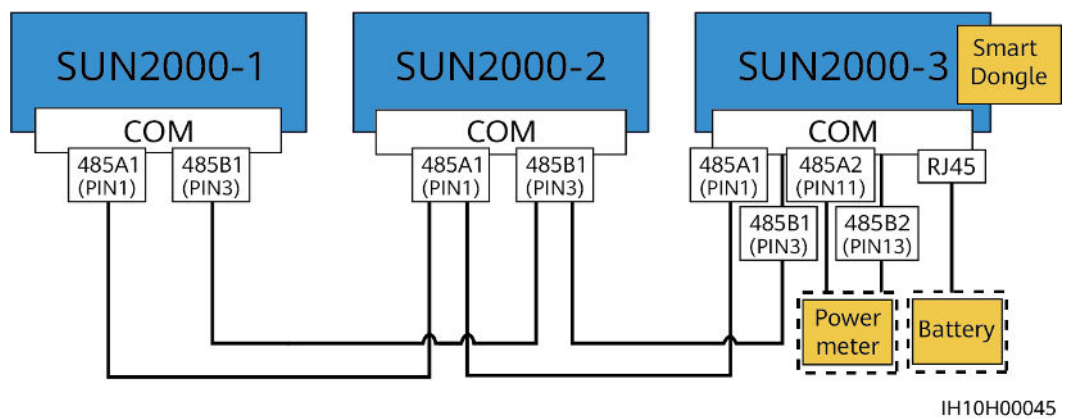 SUN2000-1
COM
485A1
(PIN1)
485B1
(PIN3)
SUN2000-2
COM
485A1
(PIN1)
485B1
(PIN3)
SUN2000-3
Smart
Dongle
COM
485A1
(PIN1)
485A2
(PIN11)
RJ45
485B1
(PIN3)
485B2
(PIN13)
Power
meter
Battery
IH10H00045